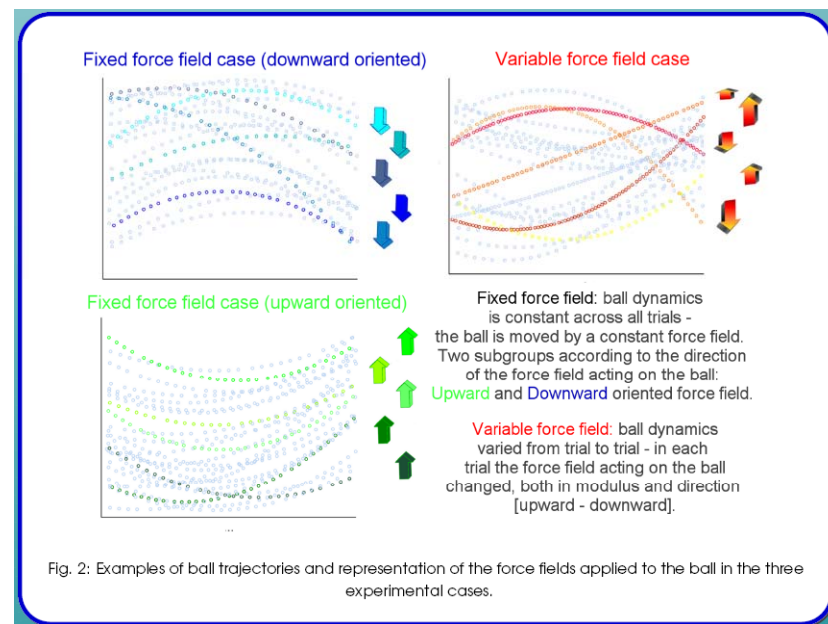 Fixed force field case (downward oriented)
Variable force field case
Fixed force field case (upward oriented)
...
Fixed force field: ball dynamics
is constant across all trials -
the ball is moved by a constant force field.
Two subgroups according to the direction
of the force field acting on the ball:
Upward and Downward oriented force field.
Variable force field: ball dynamics
varied from trial to trial - in each
trial the force field acting on the ball
changed, both in modulus and direction
[upward - downward].
Fig. 2: Examples of ball trajectories and representation of the force fields applied to the ball in the three
experimental cases.